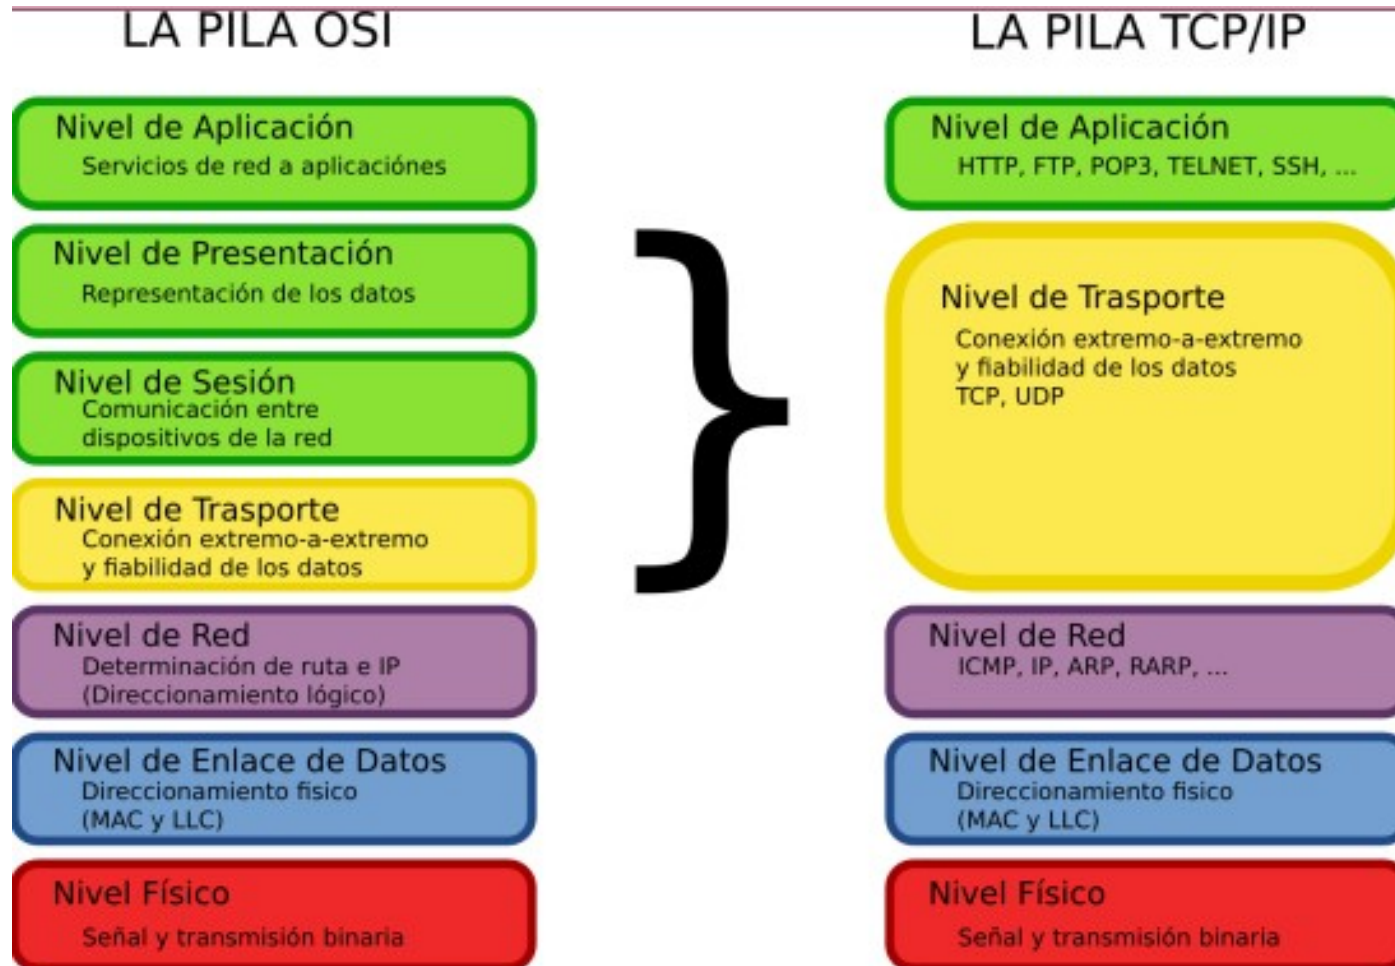 LA PILA OSI
Nivel de Aplicación
Servicios de red a aplicaciónes
Nivel de Presentación
Representación de los datos
Nivel de Sesión
Comunicación entre
dispositivos de la red
Nivel de Trasporte
Conexión extremo-a-extremo
y fiabilidad de los datos
Nivel de Red
Determinación de ruta e IP
(Direccionamiento lógico)
Nivel de Enlace de Datos
Direccionamiento fisico
(MAC y LLC)
Nivel Físico
Señal y transmisión binaria
}
LA PILA TCP/IP
Nivel de Aplicación
HTTP, FTP, POP3, TELNET, SSH, ...
Nivel de Trasporte
Conexión extremo-a-extremo
y fiabilidad de los datos
TCP, UDP
Nivel de Red
ICMP, IP, ARP, RARP, ...
Nivel de Enlace de Datos
Direccionamiento fisico
(MAC y LLC)
Nivel Físico
Señal y transmisión binaria